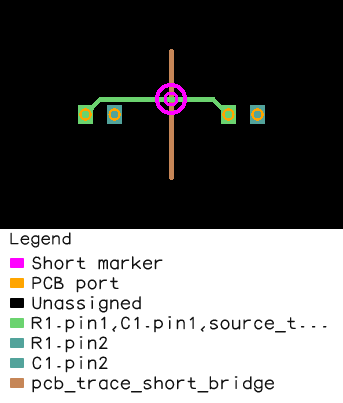 Legend
Short marker
PCB port
Unassigned
R1.pin1,C1.pin1,source_t...
R1.pin2
C1.pin2
pcb_trace_short_bridge